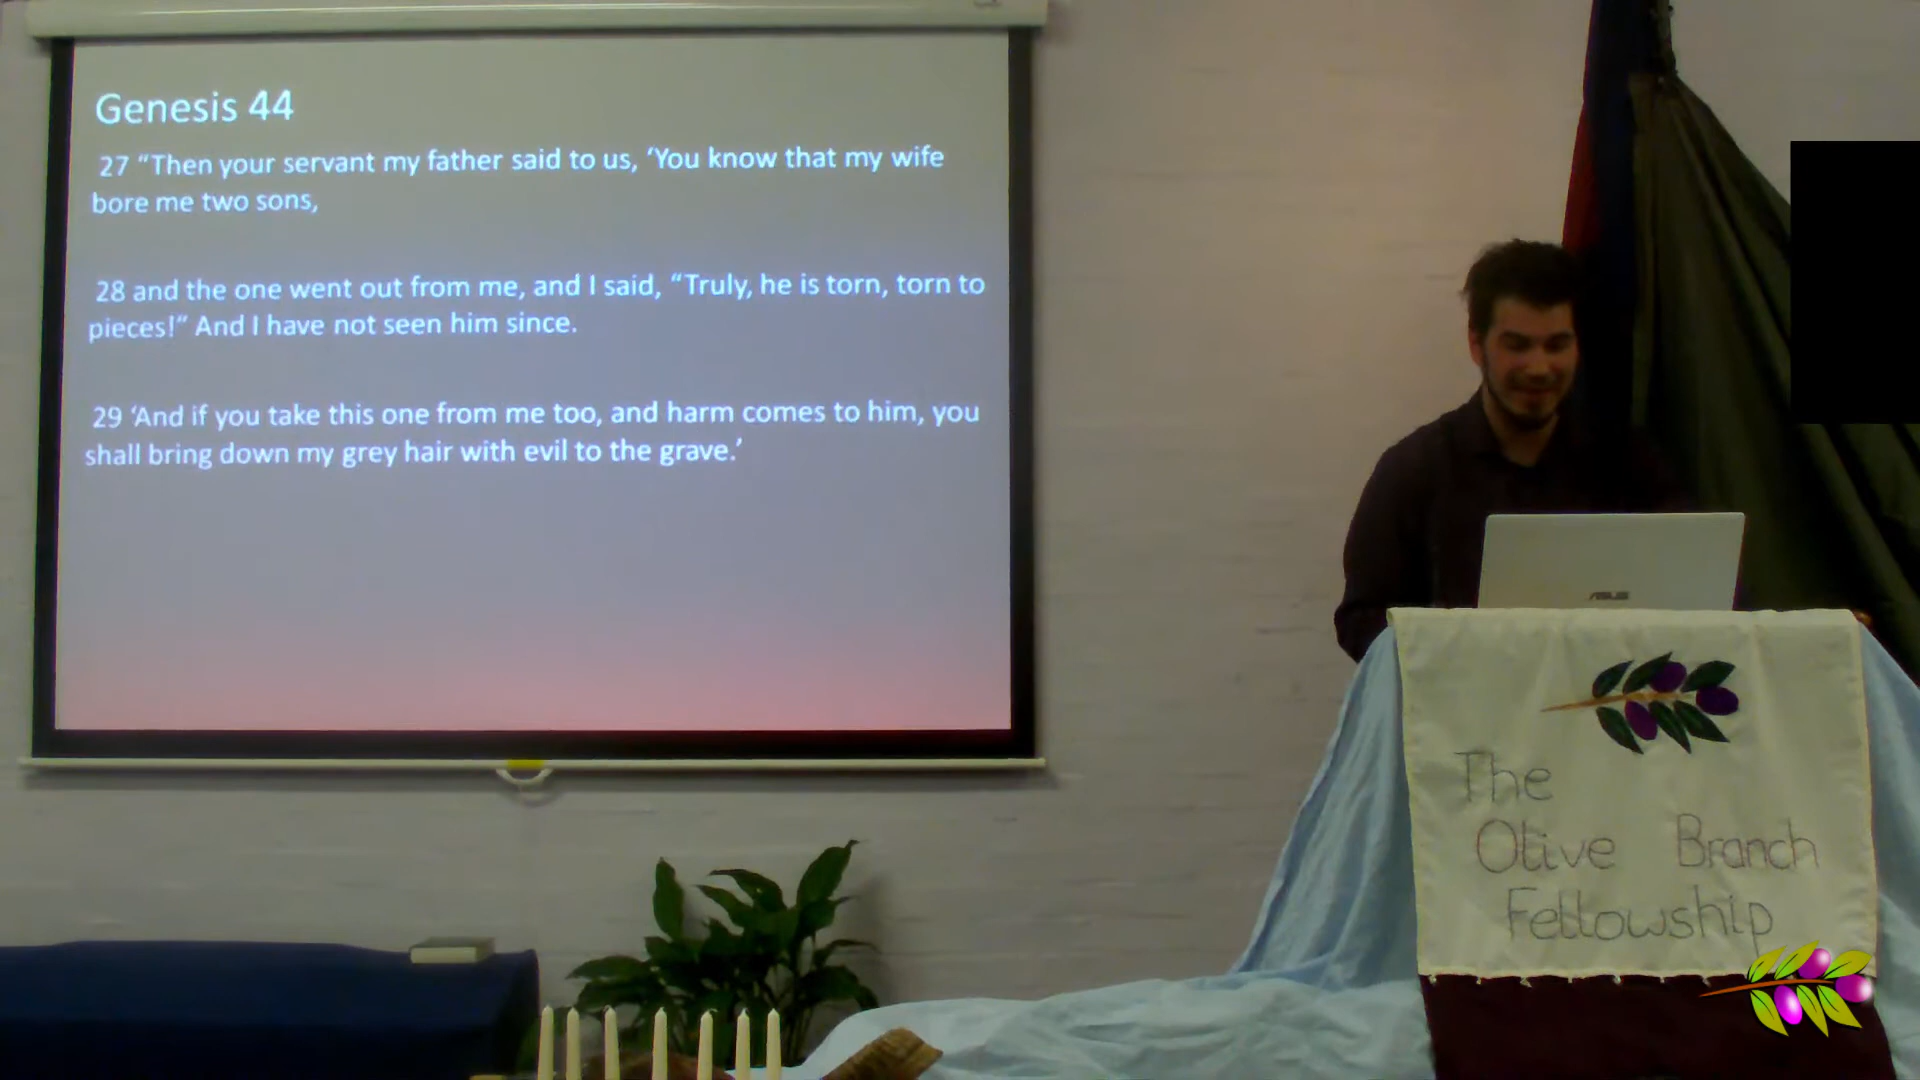 Genesis 44
27 “Then your servant my father said to us, ‘You know that my wife
bore me two sons,
28 and the one went out from me, and I said, “Truly, he is torn, torn to
pieces!” And I have not seen him since.
29 ‘And if you take this one from me too, and harm comes to him, you
shall bring down my grey hair with evil to the grave.’
ASUS
The
Olive Branch
Fellowship